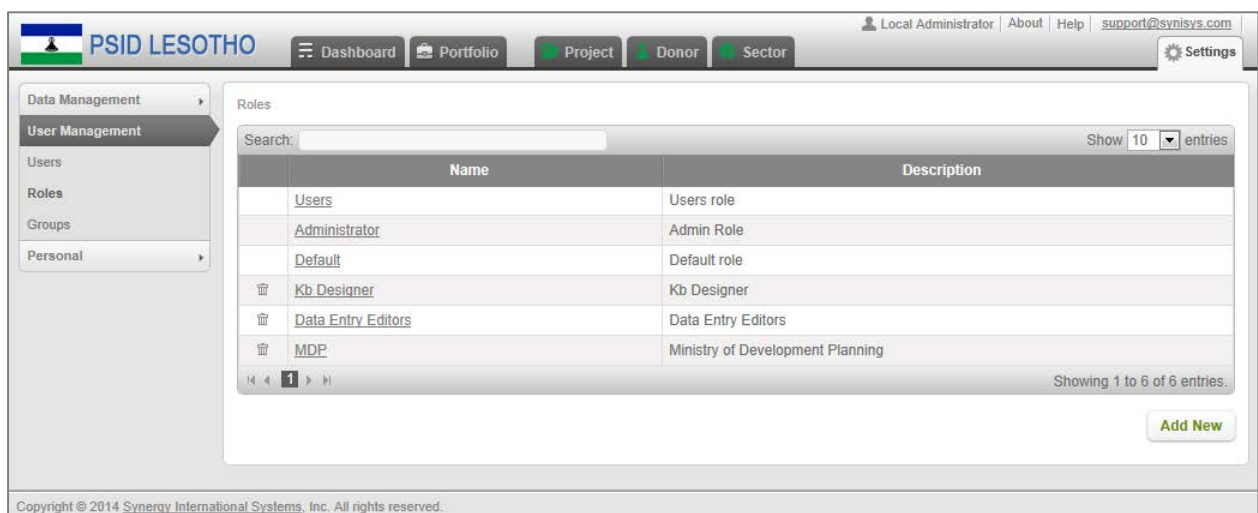 Local Administrator About Help support@synisys.com
PSID LESOTHO Dashboard Portfolio Project Donor Sector Settings
Data Management
User Management
Users
Roles
Groups
Personal
Roles
Search: Show 10 entries
Name Description
Users Users role
Administrator Admin Role
Default Default role
Kb Designer Kb Designer
Data Entry Editors Data Entry Editors
MDP Ministry of Development Planning
1 Showing 1 to 6 of 6 entries.
Add New
Copyright © 2014 Synergy International Systems, Inc. All rights reserved.